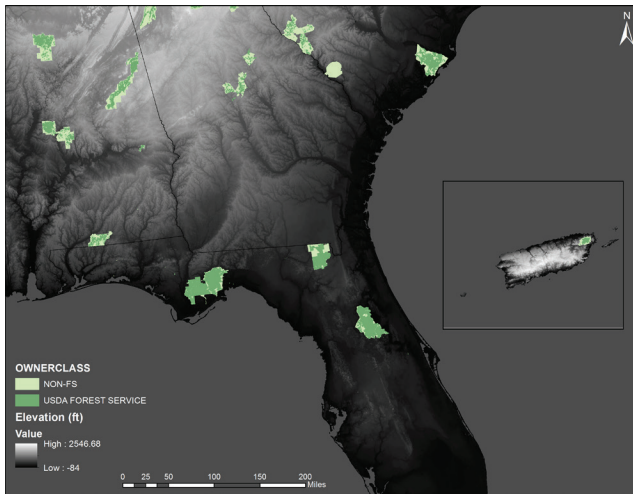 N
OWNERCLASS
NON-FS
USDA FOREST SERVICE
Elevation (ft)
Value
High : 2546.68
Low : -84
0 25 50 100 150 200
Miles